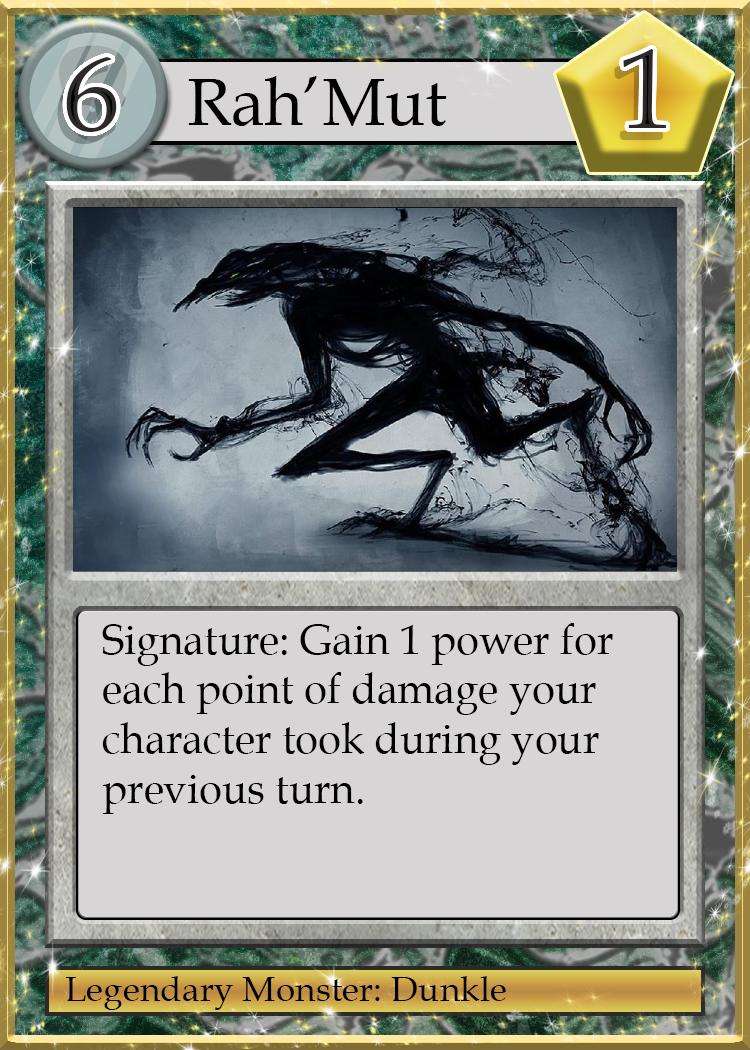 6 Rah’Mut 1
Signature: Gain 1 power for
each point of damage your
character took during your
previous turn.
Legendary Monster: Dunkle